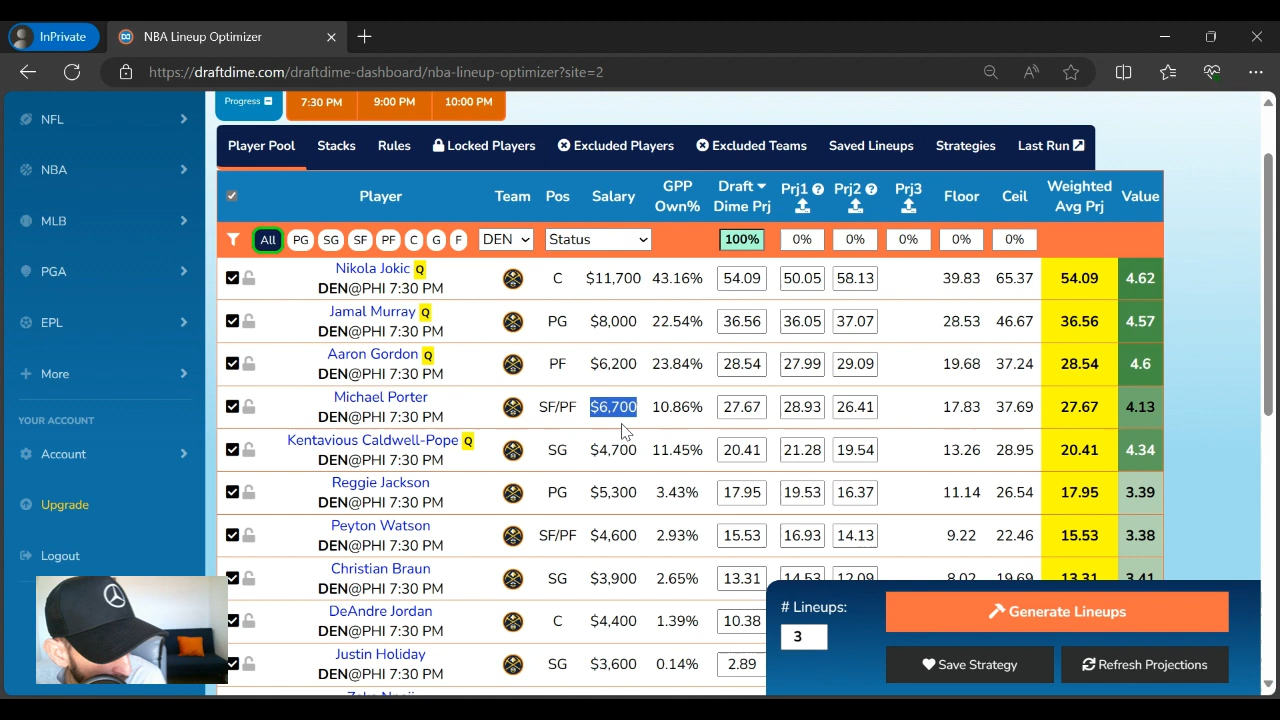 InPrivate
NBA Lineup Optimizer
https://draftdime.com/draftdime-dashboard/nba-lineup-optimizer?site=2
NFL
NBA
MLB
PGA
EPL
More
YOUR ACCOUNT
Account
Upgrade
Logout
Progress
7:30 PM 9:00 PM 10:00 PM
Player Pool Stacks Rules Locked Players Excluded Players Excluded Teams Saved Lineups Strategies Last Run
Player Team Pos Salary GPP Own% Draft Dime Prj Prj1 Prj2 Prj3 Floor Ceil Weighted Avg Prj Value
All PG SG SF PF C G F DEN Status 100% 0% 0% 0% 0% 0%
Nikola Jokic Q
DEN@PHI 7:30 PM C $11,700 43.16% 54.09 50.05 58.13 39.83 65.37 54.09 4.62
Jamal Murray Q
DEN@PHI 7:30 PM PG $8,000 22.54% 36.56 36.05 37.07 28.53 46.67 36.56 4.57
Aaron Gordon Q
DEN@PHI 7:30 PM PF $6,200 23.84% 28.54 27.99 29.09 19.68 37.24 28.54 4.6
Michael Porter
DEN@PHI 7:30 PM SF/PF $6,700 10.86% 27.67 28.93 26.41 17.83 37.69 27.67 4.13
Kentavious Caldwell-Pope Q
DEN@PHI 7:30 PM SG $4,700 11.45% 20.41 21.28 19.54 13.26 28.95 20.41 4.34
Reggie Jackson
DEN@PHI 7:30 PM PG $5,300 3.43% 17.95 19.53 16.37 11.14 26.54 17.95 3.39
Peyton Watson
DEN@PHI 7:30 PM SF/PF $4,600 2.93% 15.53 16.93 14.13 9.22 22.46 15.53 3.38
Christian Braun
DEN@PHI 7:30 PM SG $3,900 2.65% 13.31 14.53 12.09 8.02 19.69 13.31 3.41
DeAndre Jordan
DEN@PHI 7:30 PM C $4,400 1.39% 10.38
Justin Holiday
DEN@PHI 7:30 PM SG $3,600 0.14% 2.89
# Lineups:
3
Generate Lineups
Save Strategy
Refresh Projections